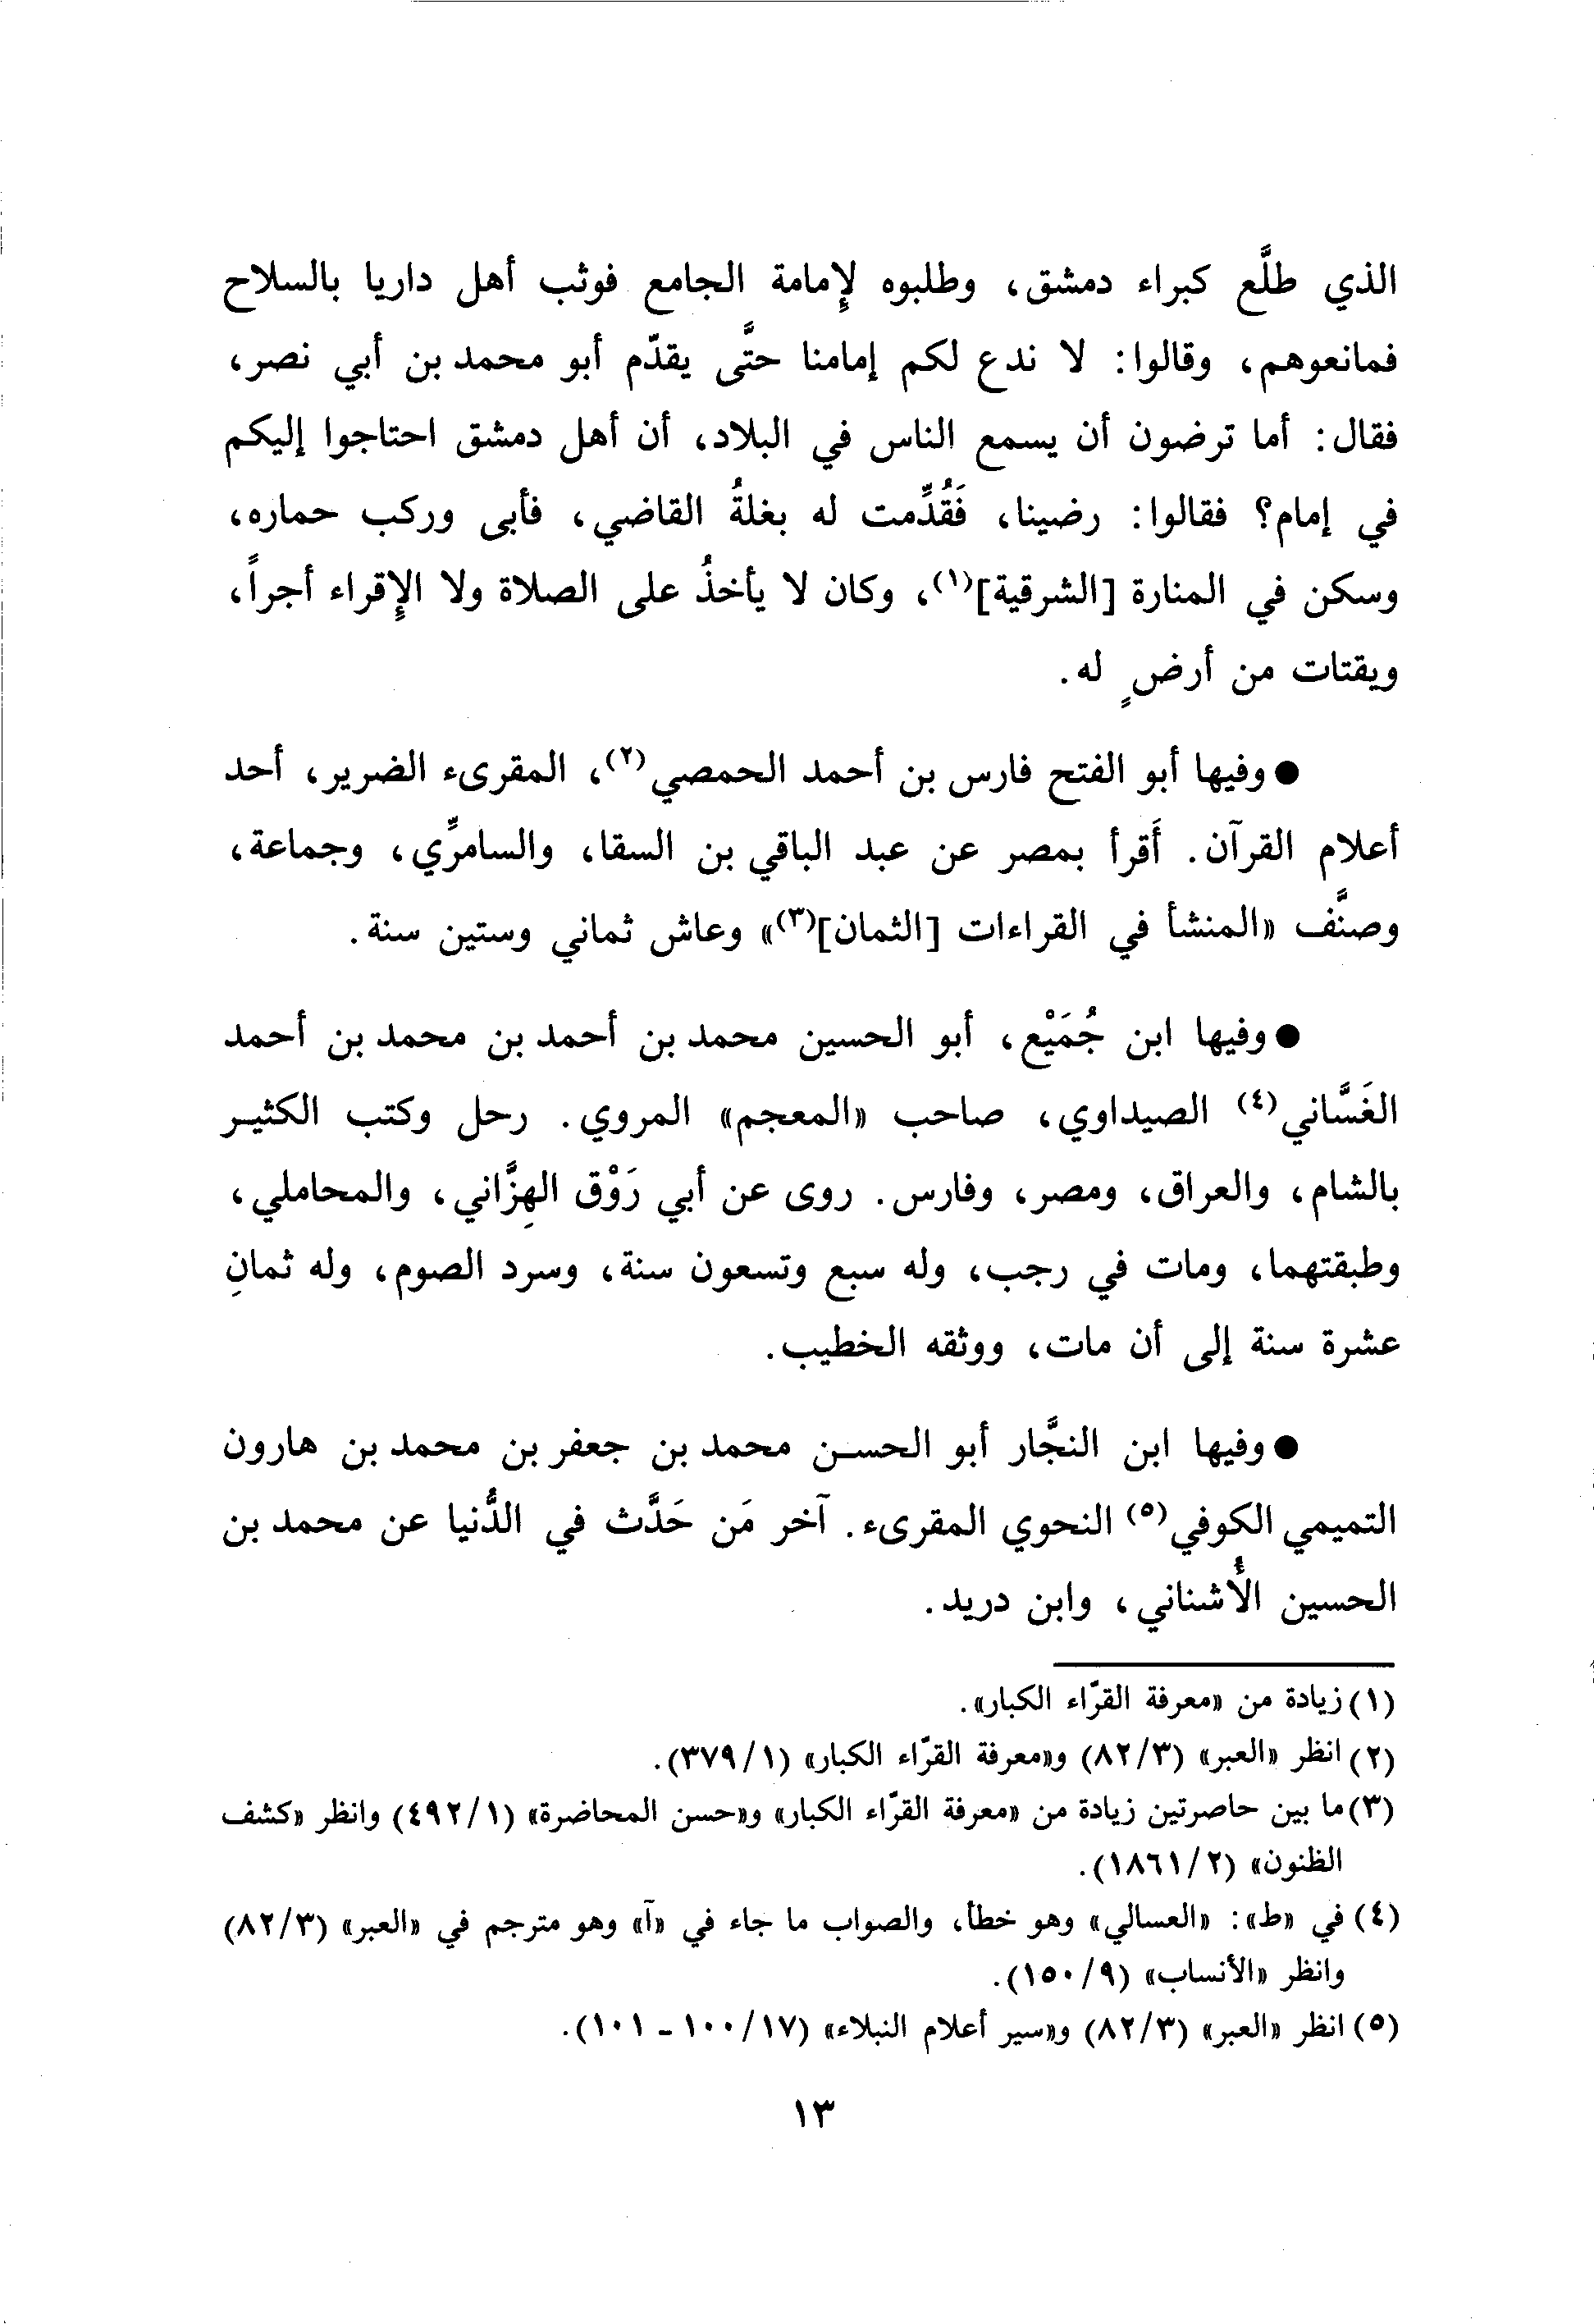 الذي طلَّع كبراء دمشق، وطلبوه لإِمامة الجامع فوثب أهل داريا بالسلاح
فمانعوهم، وقالوا: لا ندع لكم إمامنا حتَّى يقدّم أبو محمد بن أبي نصر،
فقال: أما ترضون أن يسمع الناس في البلاد، أن أهل دمشق احتاجوا إليكم
في إمام؟ فقالوا: رضينا، فَقُدِّمت له بغلةُ القاضي، فأبى وركب حماره،
وسكن في المنارة [الشرقية](١)، وكان لا يأخذُ على الصلاة ولا الإِقراء أجراً،
ويقتات من أرضٍ له.
● وفيها أبو الفتح فارس بن أحمد الحمصي(٢)، المقرىء الضرير، أحد
أعلام القرآن. أَقرأ بمصر عن عبد الباقي بن السقا، والسامرِّي، وجماعة،
وصنَّف «المنشأ في القراءات [الثمان](٣)» وعاش ثماني وستين سنة.
● وفيها ابن جُمَيْع، أبو الحسين محمد بن أحمد بن محمد بن أحمد
الغَسَّاني(٤) الصيداوي، صاحب «المعجم» المروي. رحل وكتب الكثيـر
بالشام، والعراق، ومصر، وفارس. روى عن أبي رَوْق الهِزَّاني، والمحاملي،
وطبقتهما، ومات في رجب، وله سبع وتسعون سنة، وسرد الصوم، وله ثمانِ
عشرة سنة إلى أن مات، ووثقه الخطيب.
● وفيها ابن النجَّار أبو الحسـن محمد بن جعفر بن محمد بن هارون
التميمي الكوفي(٥) النحوي المقرىء. آخر مَن حَدَّث في الدُّنيا عن محمد بن
الحسين الأُشناني، وابن دريد.
(١) زيادة من «معرفة القرّاء الكبار».
(٢) انظر «العبر» (٨٢/٣) و«معرفة القرّاء الكبار» (٣٧٩/١).
(٣) ما بين حاصرتين زيادة من «معرفة القرّاء الكبار» و«حسن المحاضرة» (٤٩٢/١) وانظر «كشف
الظنون» (١٨٦١/٢).
(٤) في «ط»: «العسالي» وهو خطأ، والصواب ما جاء في «آ» وهو مترجم في «العبر» (٨٢/٣)
وانظر «الأنساب» (١٥٠/٩).
(٥) انظر «العبر» (٨٢/٣) و«سير أعلام النبلاء» (١٠٠/١٧ - ١٠١).
١٣